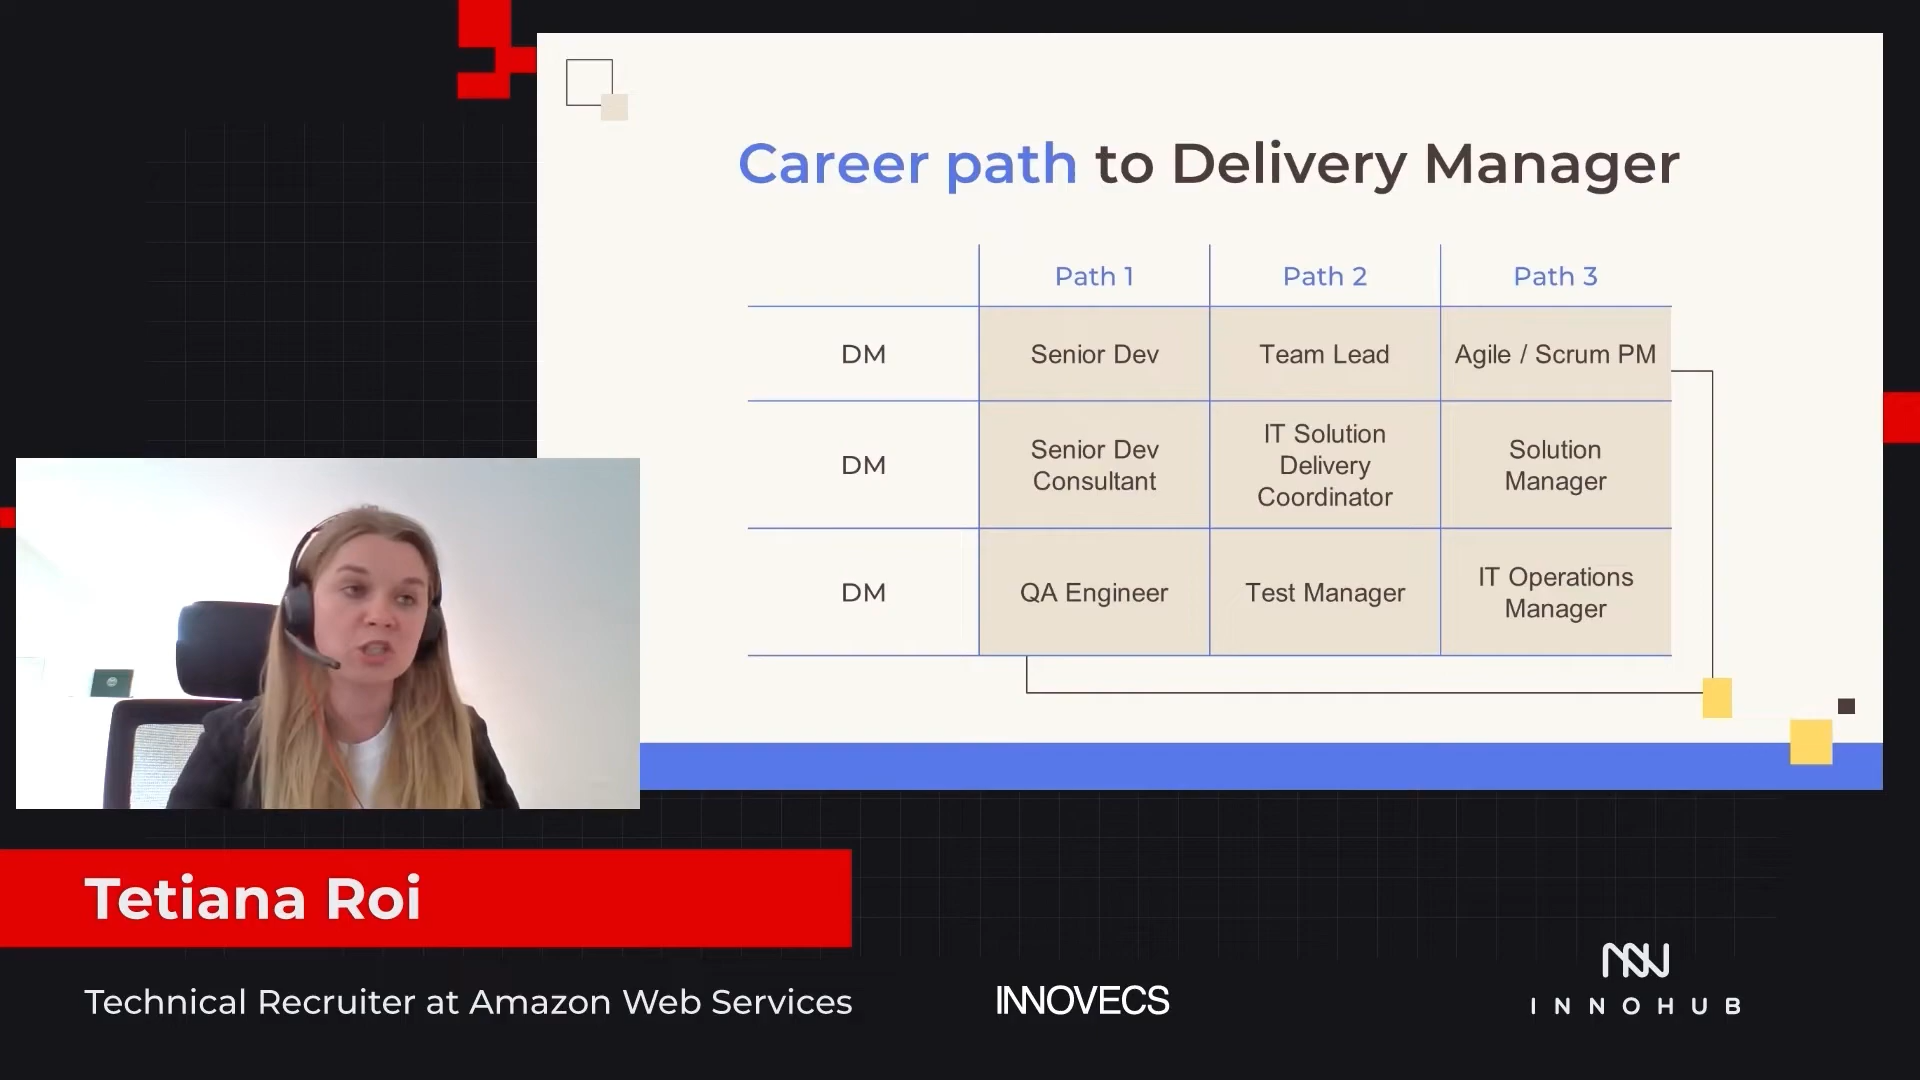 Career path to Delivery Manager
Path 1 Path 2 Path 3
DM Senior Dev Team Lead Agile / Scrum PM
DM Senior Dev Consultant IT Solution Delivery Coordinator Solution Manager
DM QA Engineer Test Manager IT Operations Manager
Tetiana Roi
Technical Recruiter at Amazon Web Services
INNOVECS
INNOHUB